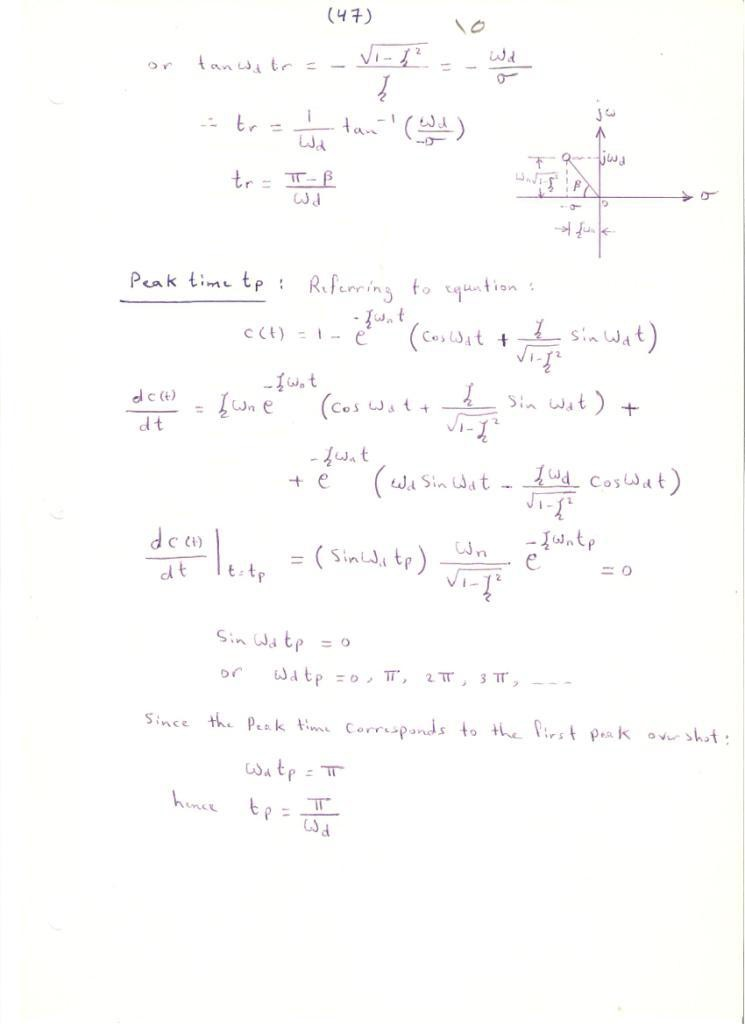 (47)
10
or tan ωd tr = - √(1-ζ²) / ζ = - ωd / σ
∴ tr = 1/ωd tan⁻¹ (ωd / -σ)
tr = π-β / ωd
jω
jωd
ωn√(1-ζ²)
β
0
σ
-σ
ζωn
Peak time tp : Referring to equation :
c(t) = 1 - e^(-ζωnt) (cos ωdt + ζ/√(1-ζ²) sin ωdt)
dc(t)/dt = ζωn e^(-ζωnt) (cos ωdt + ζ/√(1-ζ²) sin ωdt) +
+ e^(-ζωnt) (ωd sin ωdt - ζωd/√(1-ζ²) cos ωdt)
dc(t)/dt |t=tp = (sin ωd tp) ωn/√(1-ζ²) . e^(-ζωntp) = 0
Sin ωd tp = 0
or ωd tp = 0, π, 2π, 3π, ---
Since the Peak time corresponds to the first peak overshot :
ωd tp = π
hence tp = π/ωd